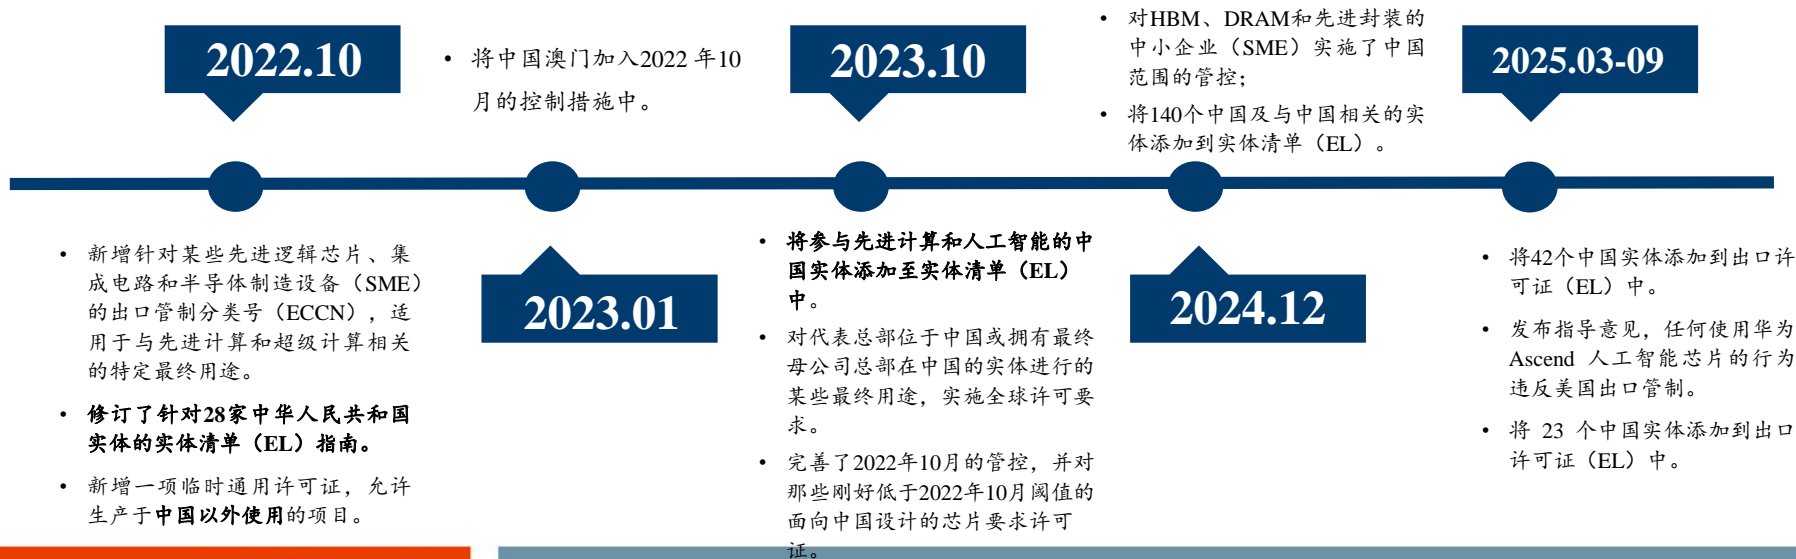 2022.10
• 新增针对某些先进逻辑芯片、集
成电路和半导体制造设备（SME）
的出口管制分类号（ECCN），适
用于与先进计算和超级计算相关
的特定最终用途。
• 修订了针对28家中华人民共和国
实体的实体清单（EL）指南。
• 新增一项临时通用许可证，允许
生产于中国以外使用的项目。
• 将中国澳门加入2022 年10
月的控制措施中。
2023.01
2023.10
• 将参与先进计算和人工智能的中
国实体添加至实体清单（EL）
中。
• 对代表总部位于中国或拥有最终
母公司总部在中国的实体进行的
某些最终用途，实施全球许可要
求。
• 完善了2022年10月的管控，并对
那些刚好低于2022年10月阈值的
面向中国设计的芯片要求许可
证。
• 对HBM、DRAM和先进封装的
中小企业（SME）实施了中国
范围的管控；
• 将140个中国及与中国相关的实
体添加到实体清单（EL）。
2024.12
2025.03-09
• 将42个中国实体添加到出口许
可证（EL）中。
• 发布指导意见，任何使用华为
Ascend 人工智能芯片的行为
违反美国出口管制。
• 将 23 个中国实体添加到出口
许可证（EL）中。